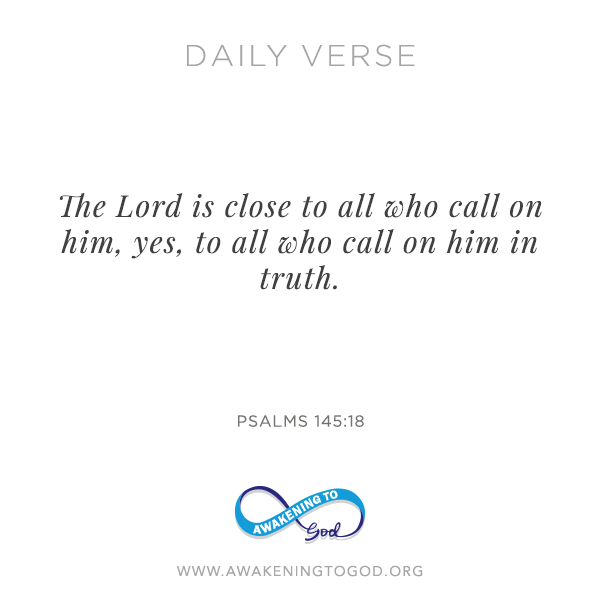 DAILY VERSE
The Lord is close to all who call on
him, yes, to all who call on him in
truth.
PSALMS 145:18
AWAKENING TO
God
WWW.AWAKENINGTOGOD.ORG